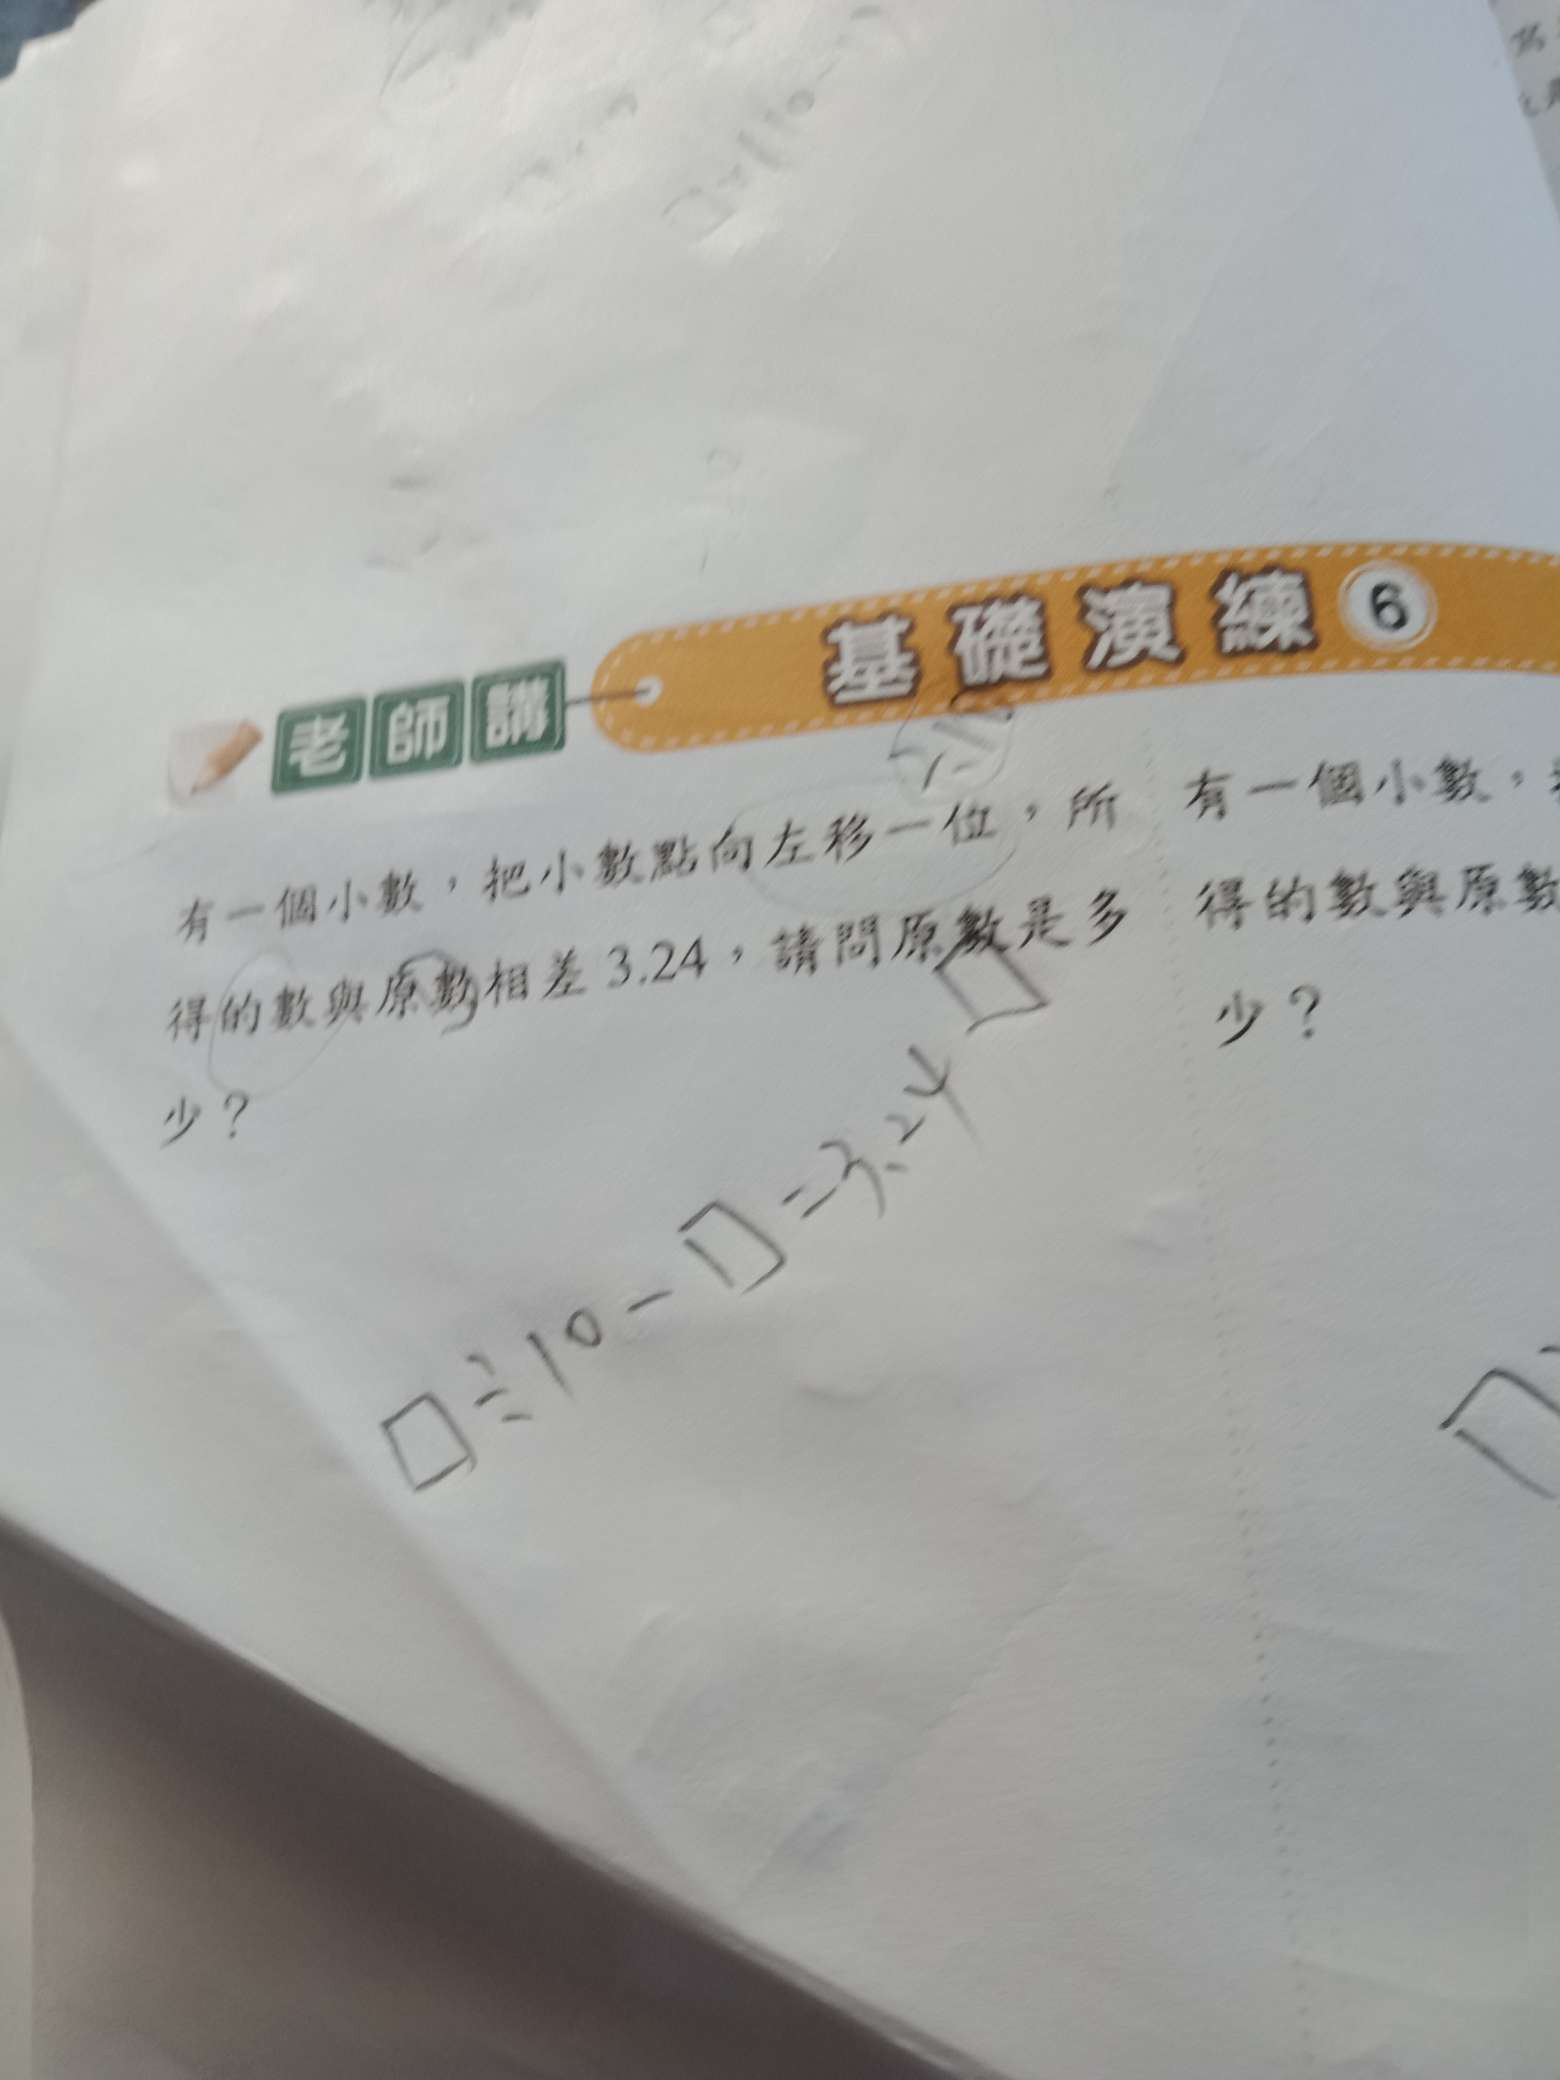 老師講 基礎演練 6
有一個小數，把小數點向左移一位，所
得的數與原數相差3.24，請問原數是多
少？
□÷10-□=3.24
有一個小數，
得的數與原數
少？